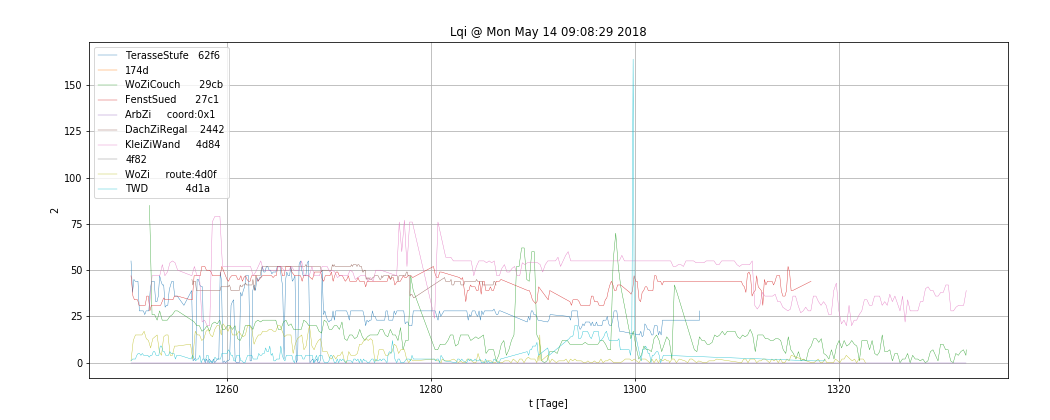 Lqi @ Mon May 14 09:08:29 2018
TerasseStufe 62f6
174d
WoZiCouch 29cb
FenstSued 27c1
ArbZi coord:0x1
DachZiRegal 2442
KleiZiWand 4d84
4f82
WoZi route:4d0f
TWD 4d1a
150
125
100
75
50
25
0
2
1260 1280 1300 1320
t [Tage]